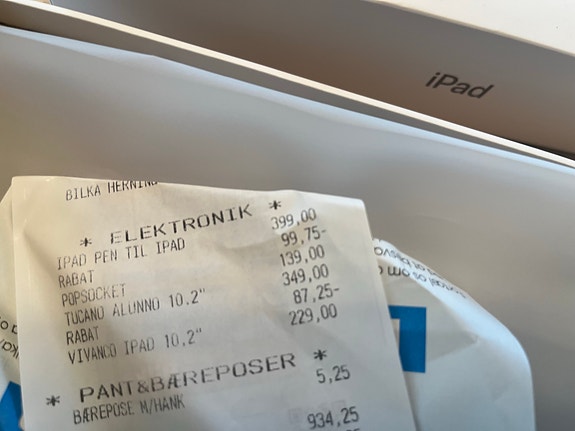 iPad
BILKA HERNING
* ELEKTRONIK *
IPAD PEN TIL IPAD 399,00
RABAT 99,75-
POPSOCKET 139,00
TUCANO ALUNNO 10.2" 349,00
RABAT 87,25-
VIVANCO IPAD 10.2" 229,00
* PANT&BÆREPOSER *
BÆREPOSE M/HANK 5,25
934,25